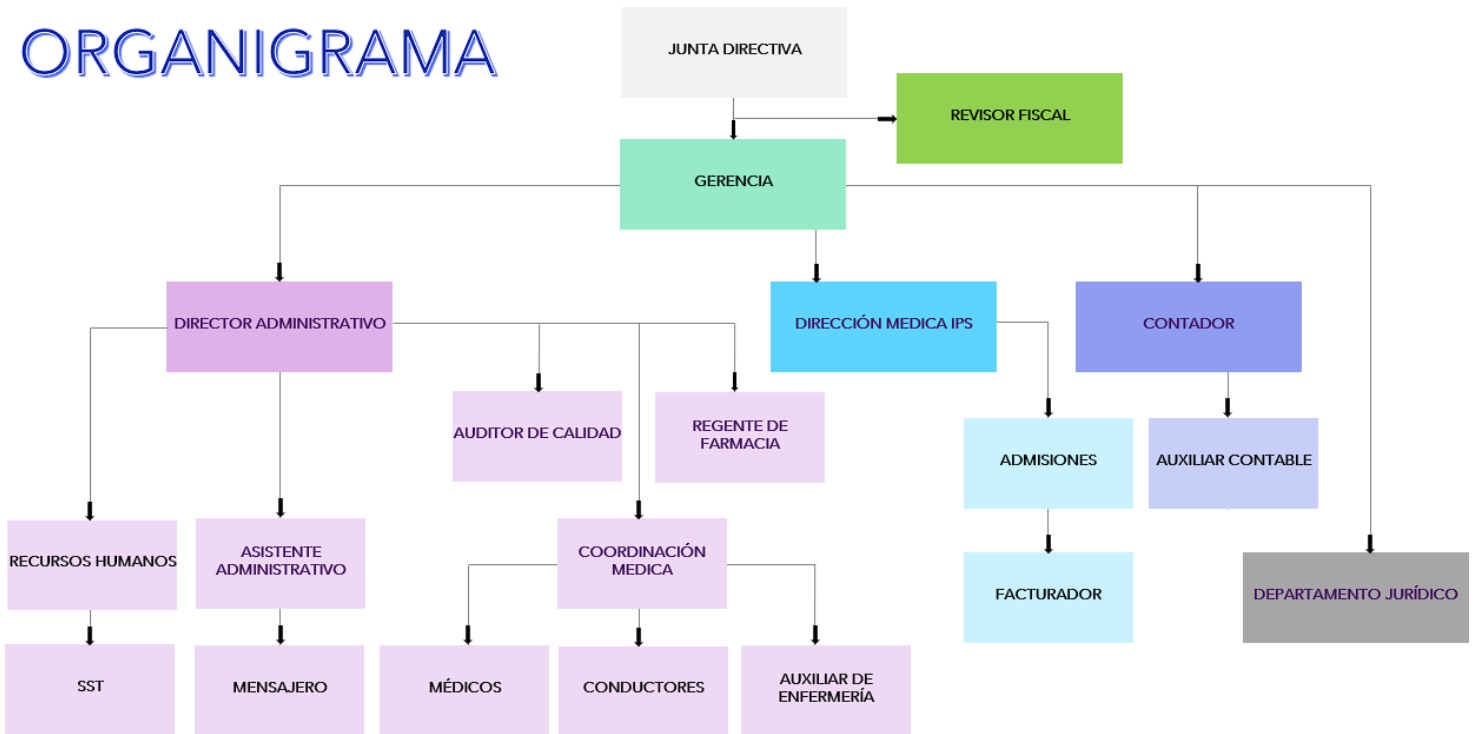 ORGANIGRAMA
JUNTA DIRECTIVA
REVISOR FISCAL
GERENCIA
DIRECTOR ADMINISTRATIVO
DIRECCIÓN MEDICA IPS
CONTADOR
AUDITOR DE CALIDAD
REGENTE DE
FARMACIA
ADMISIONES
AUXILIAR CONTABLE
RECURSOS HUMANOS
ASISTENTE
ADMINISTRATIVO
COORDINACIÓN
MEDICA
FACTURADOR
DEPARTAMENTO JURÍDICO
SST
MENSAJERO
MÉDICOS
CONDUCTORES
AUXILIAR DE
ENFERMERÍA